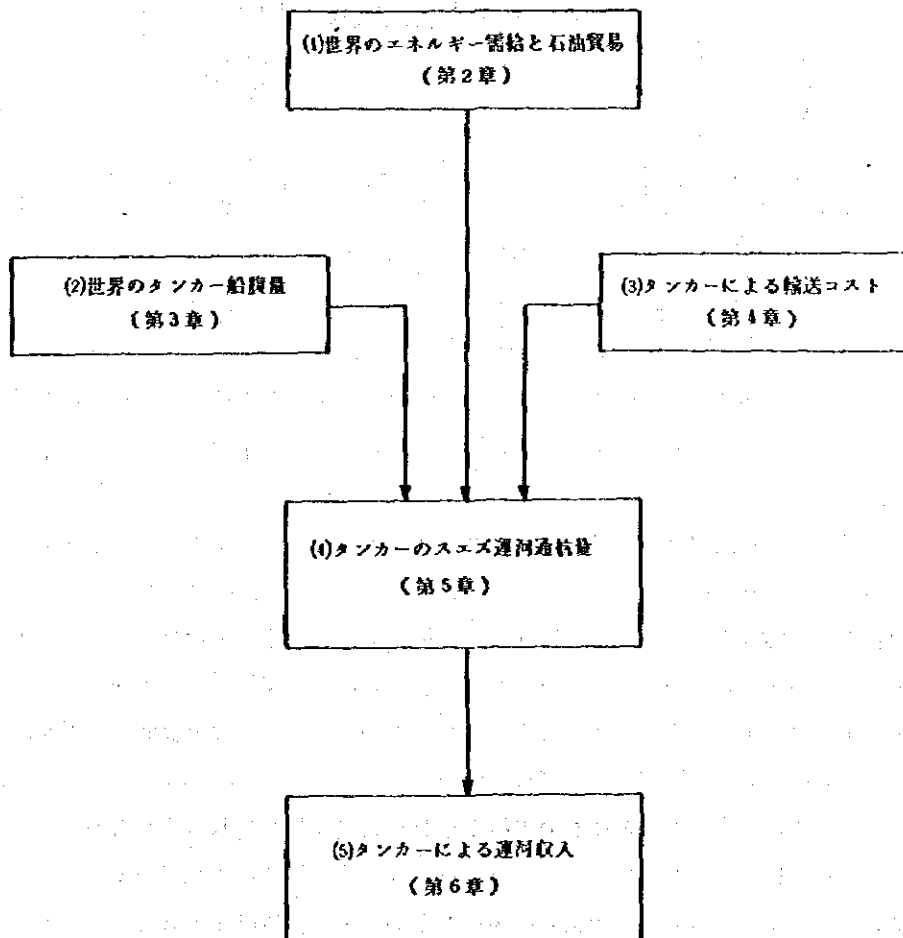 (1)世界のエネルギー需給と石油貿易
(第2章)
(2)世界のタンカー船腹量
(第3章)
(3)タンカーによる輸送コスト
(第4章)
(4)タンカーのスエズ運河通航量
(第5章)
(5)タンカーによる運河収入
(第6章)